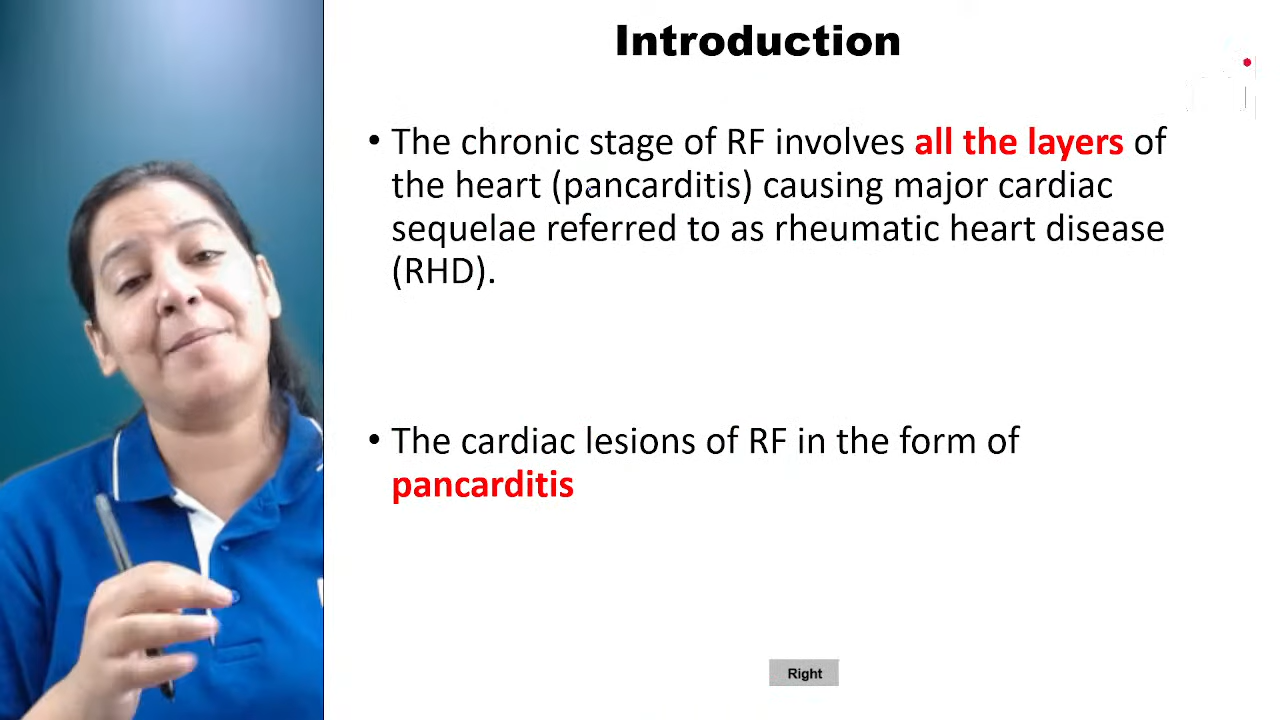 Introduction
• The chronic stage of RF involves all the layers of
the heart (pancarditis) causing major cardiac
sequelae referred to as rheumatic heart disease
(RHD).
• The cardiac lesions of RF in the form of
pancarditis
Right